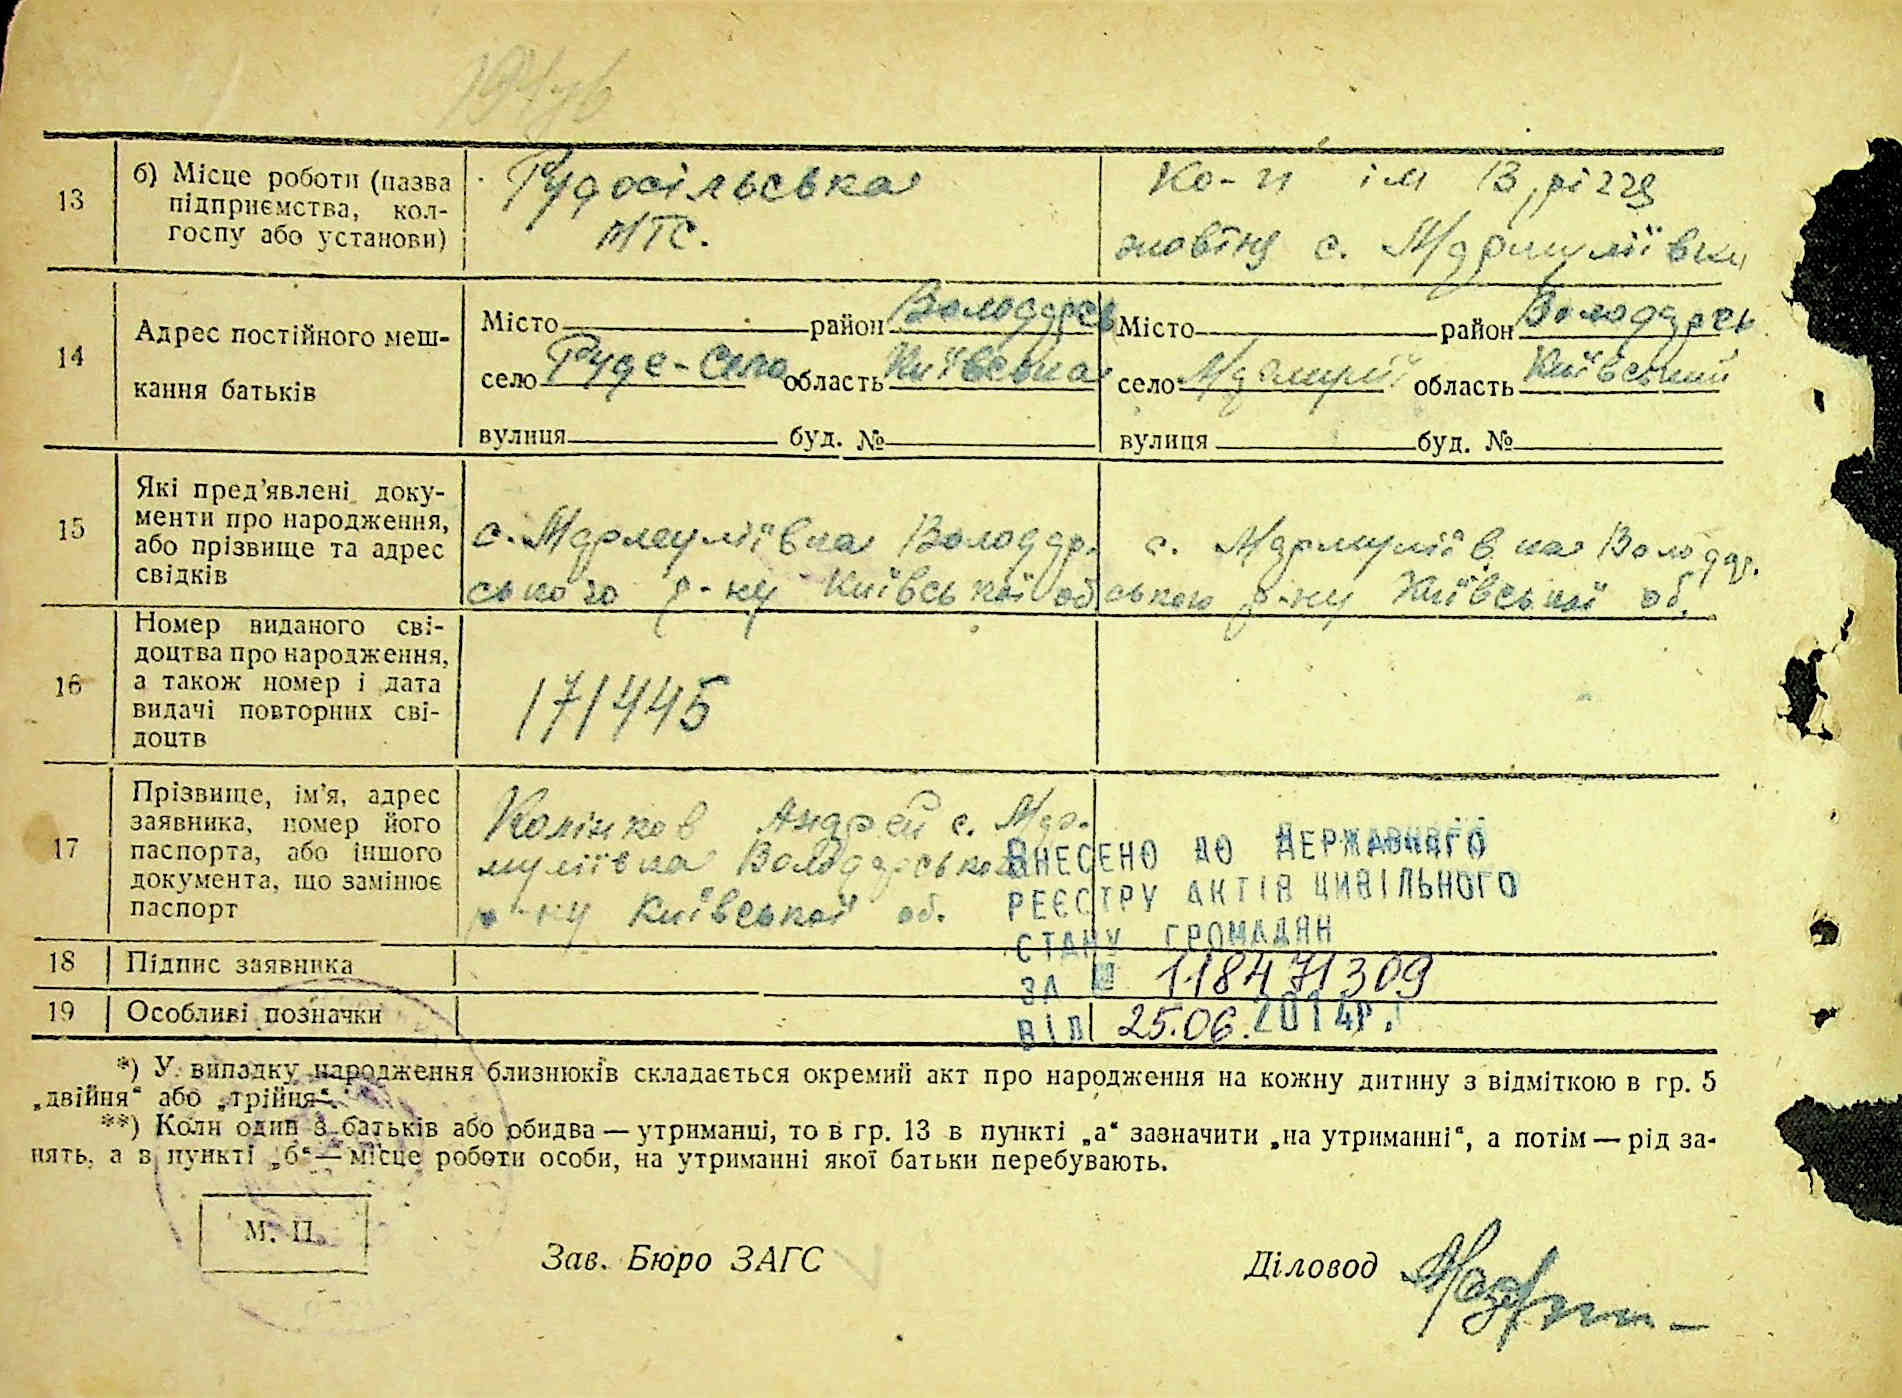 13
б) Місце роботи (назва
підприємства, кол-
госпу або установи)
Рудосільська
МТС.
Ко-п ім 13 річчя
жовтня с. Мармуліївки
14
Адрес постійного меш-
кання батьків
Місто район Володарсь
село Руде-Село область Київська
вулиця буд. №
Місто район Володарсь
село область Київський
вулиця буд. №
15
Які пред’явлені доку-
менти про народження,
або прізвище та адрес
свідків
с. Мармуліївка Володар.
ського р-ну Київської об
с. Мармуліївка Володар.
ського р-ну Київської об.
16
Номер виданого сві-
доцтва про народження,
а також номер і дата
видачі повторних сві-
доцтв
171445
17
Прізвище, ім’я, адрес
заявника, номер його
паспорта, або іншого
документа, що замінює
паспорт
Андрей с. Мар-
муліївка Володарського
р-ну Київської об.
ВНЕСЕНО ДО ДЕРЖАВНОГО
РЕЄСТРУ АКТІВ ЦИВІЛЬНОГО
СТАНУ ГРОМАДЯН
ЗА № 118471309
ВІД 25.06.2014р.
18
Підпис заявника
19
Особливі позначки
*) У випадку народження близнюків складається окремий акт про народження на кожну дитину з відміткою в гр. 5
„двійня“ або „трійня“.
**) Коли один з батьків або обидва — утриманці, то в гр. 13 в пункті „а“ зазначити „на утриманні“, а потім — рід за-
нять, а в пункті „б“ — місце роботи особи, на утриманні якої батьки перебувають.
М. П.
Зав. Бюро ЗАГС
Діловод